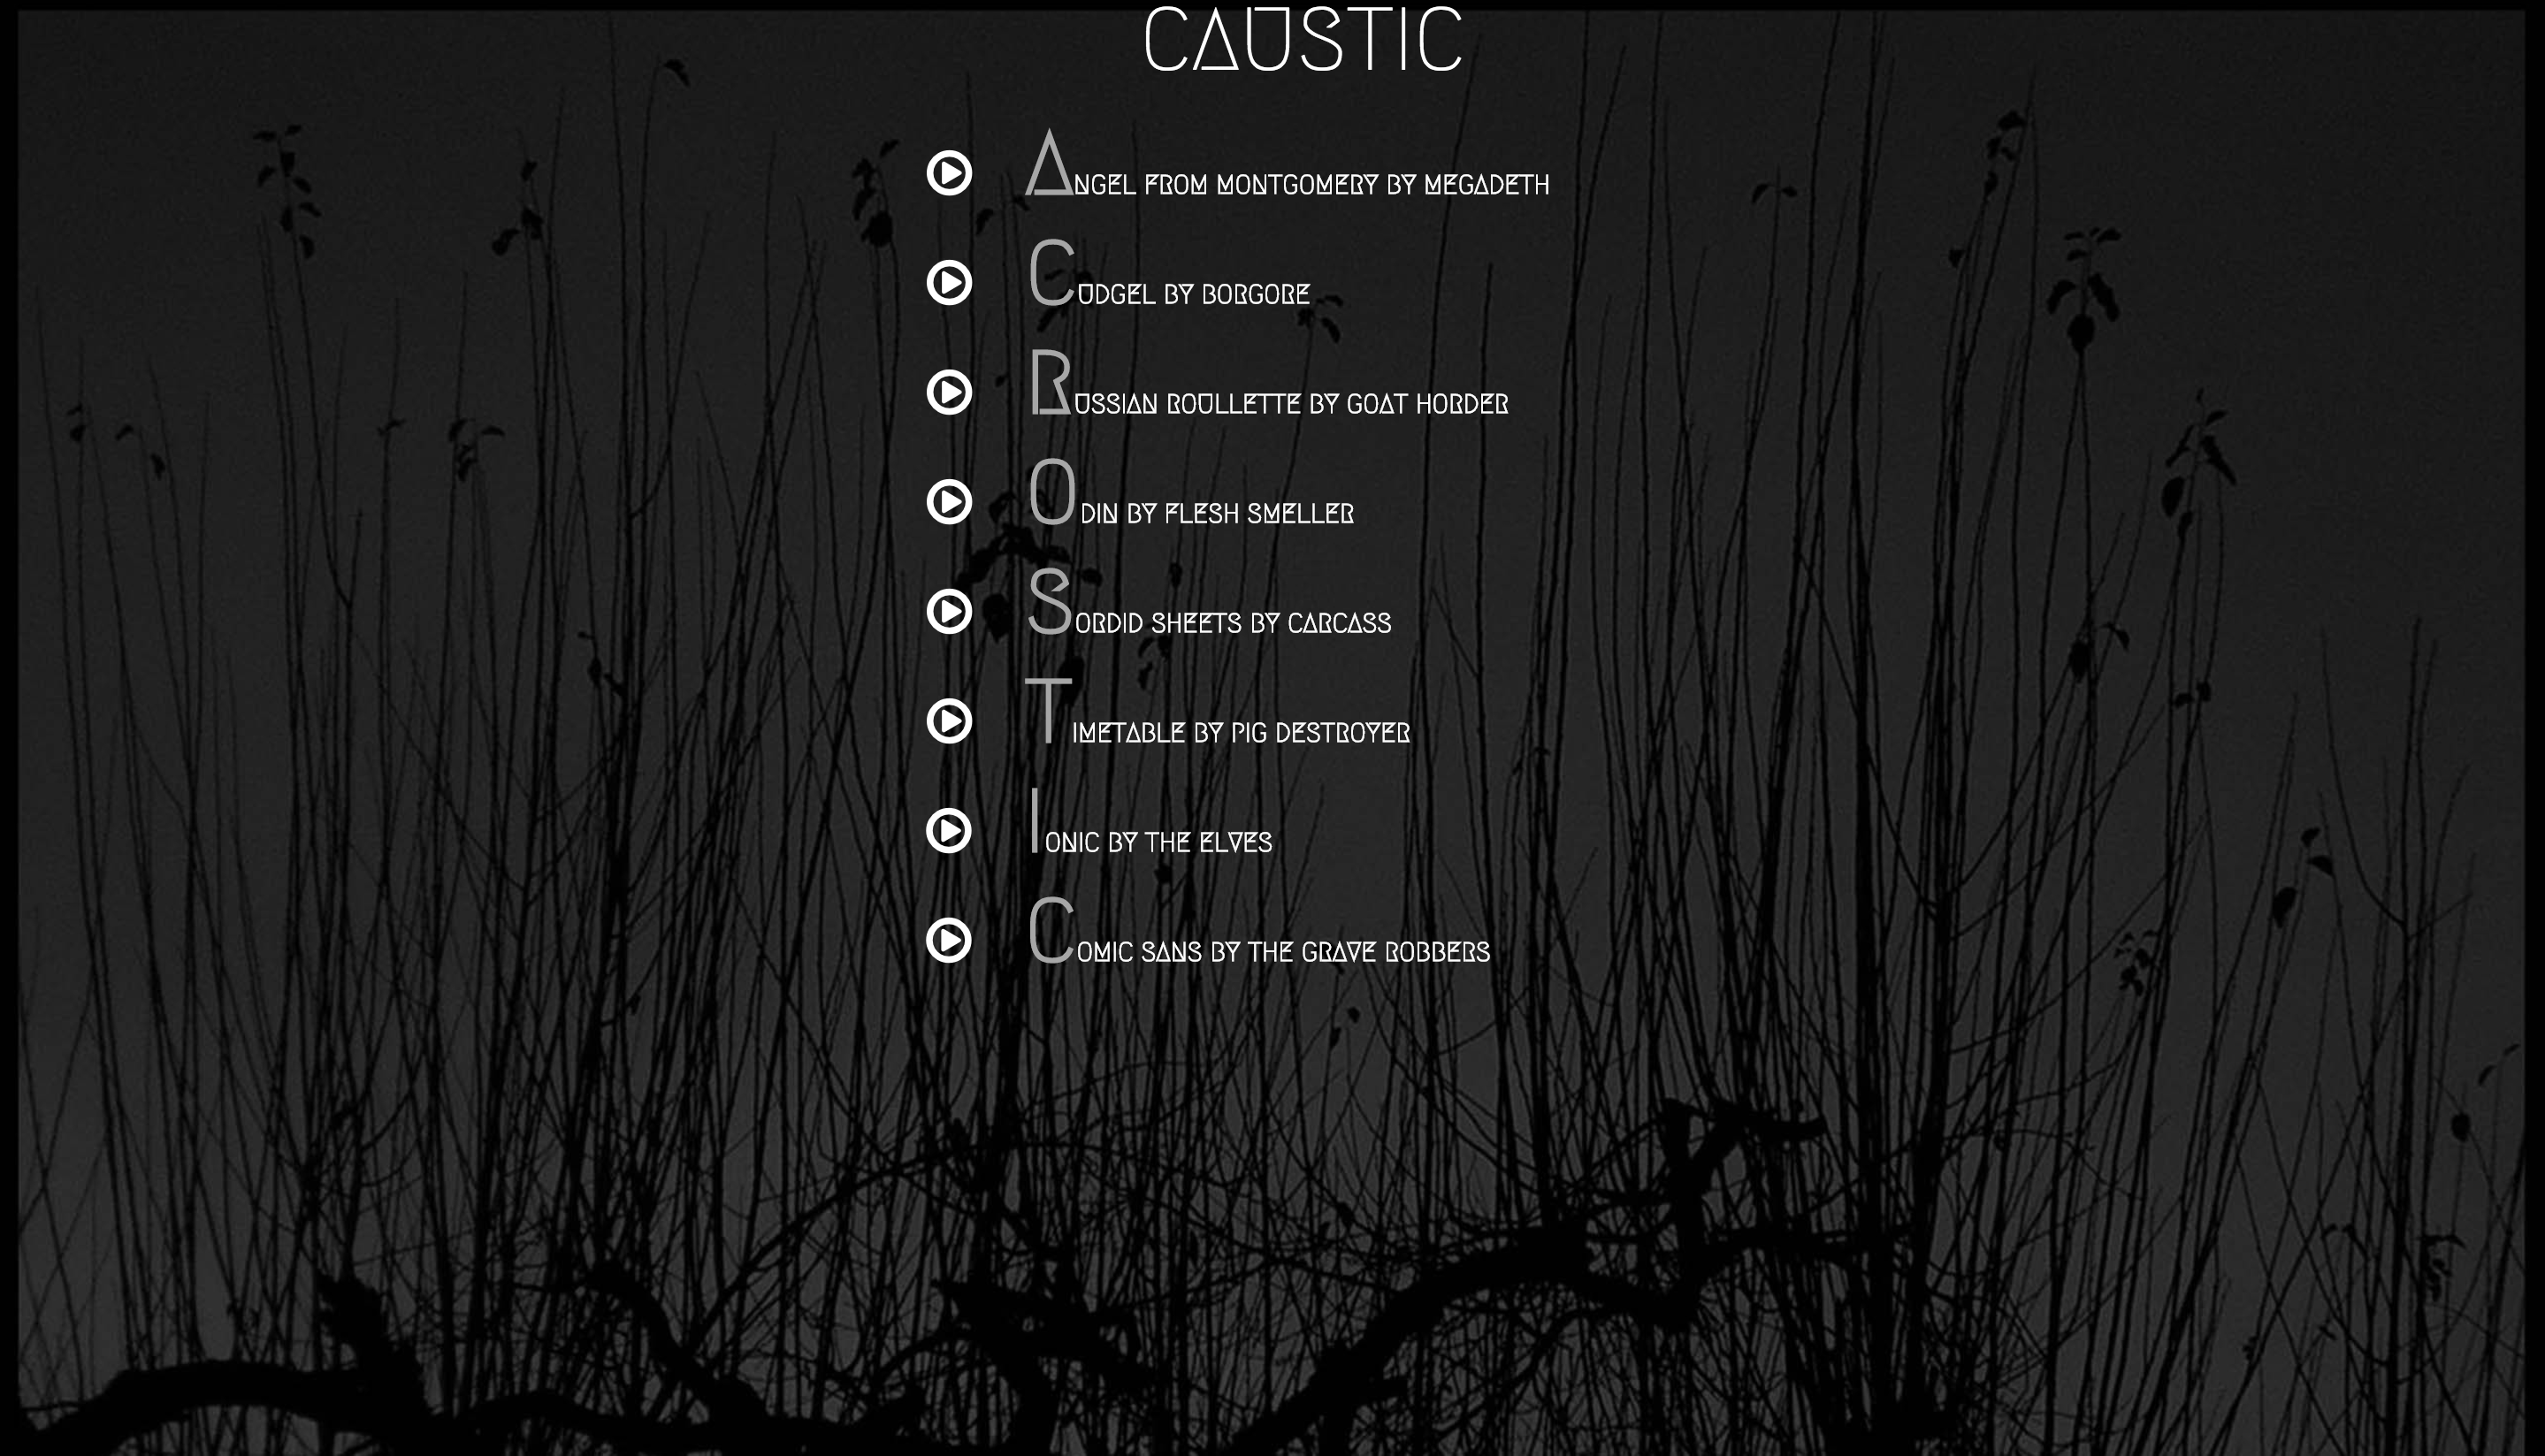 CAUSTIC
ANGEL FROM MONTGOMERY BY MEGADETH
CUDGEL BY BORGORE
RUSSIAN ROULLETTE BY GOAT HORDER
ODIN BY FLESH SMELLER
SORDID SHEETS BY CARCASS
TIMETABLE BY PIG DESTROYER
IONIC BY THE ELVES
COMIC SANS BY THE GRAVE ROBBERS